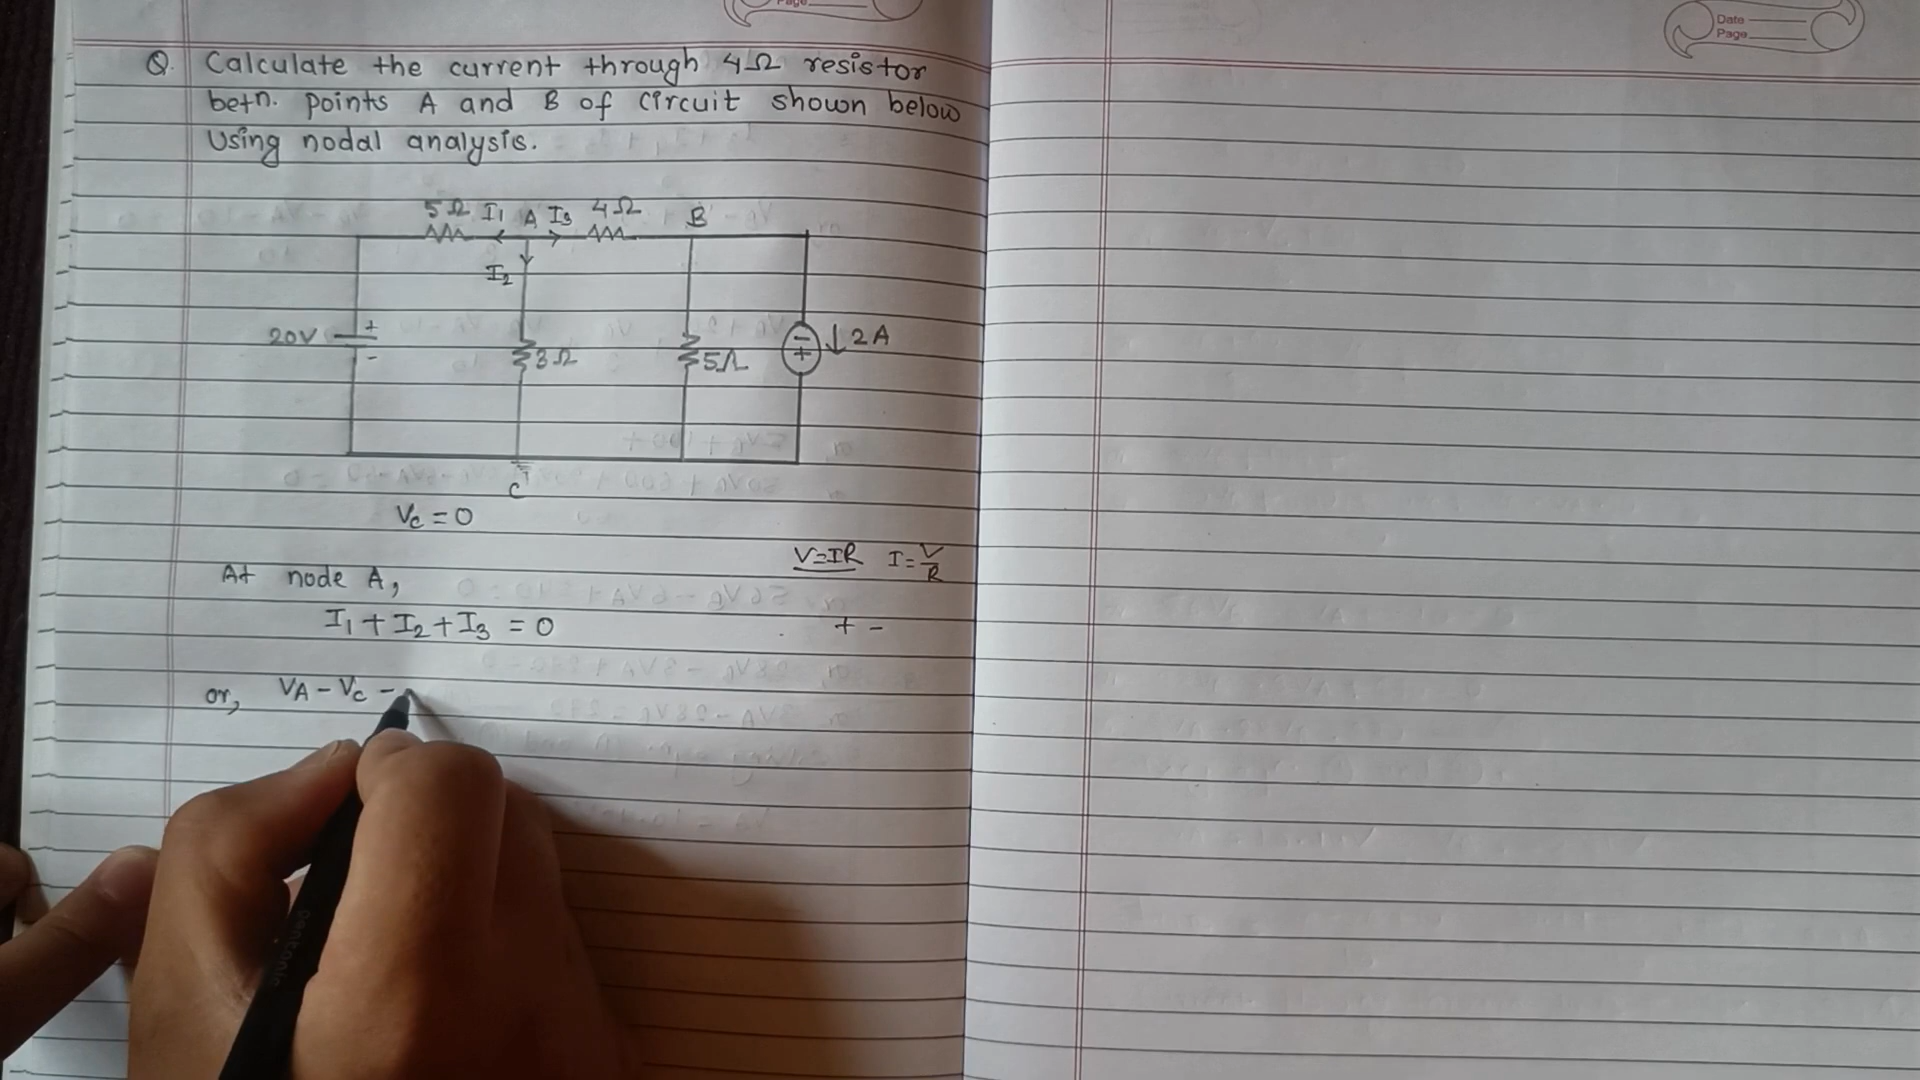 Page
Date
Page
Q. Calculate the current through 4Ω resistor
betn. points A and B of circuit shown below
Using nodal analysis.
5Ω I1 A I3 4Ω B
I2
20V + - 3Ω 5Ω - + ↓2A
C
Vc = 0
V=IR I=V/R
At node A,
I1 + I2 + I3 = 0
+ -
or, VA - Vc -